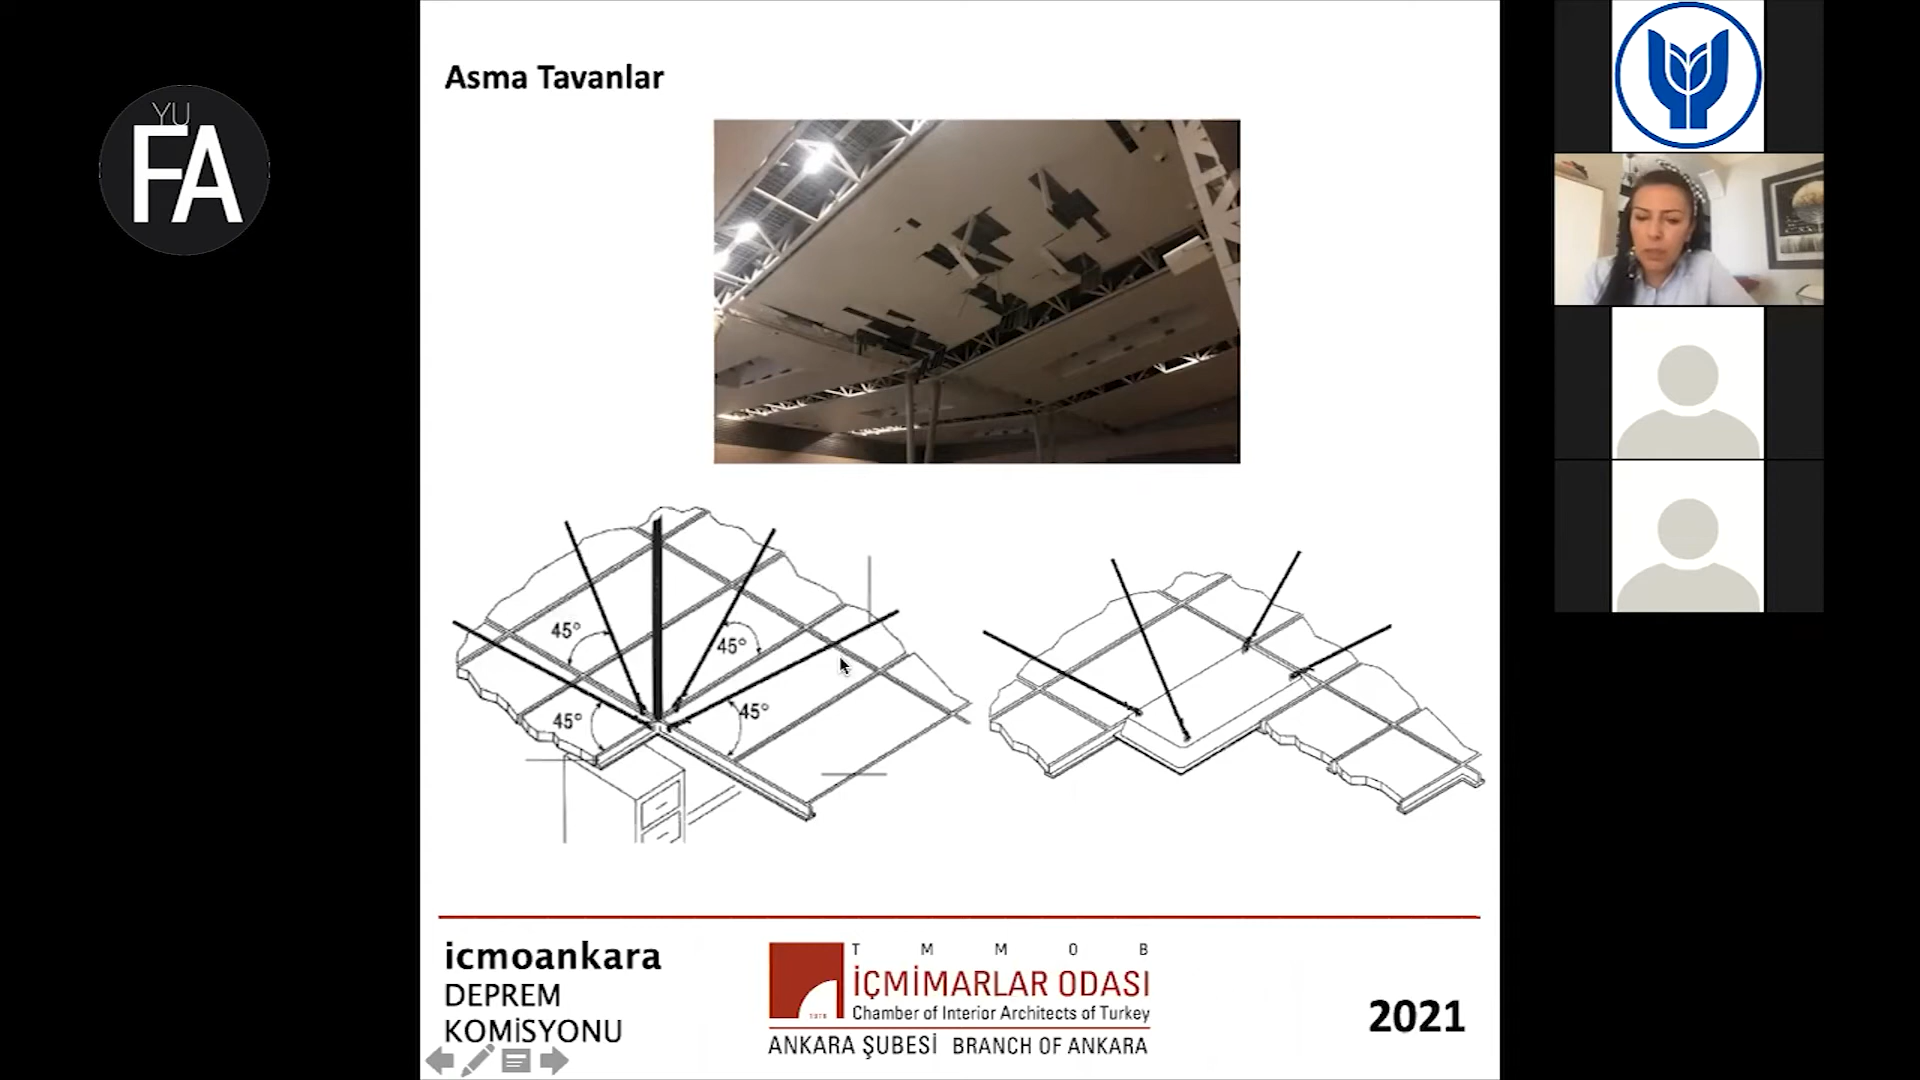 YU
FA
Asma Tavanlar
45°
45°
45°
45°
icmoankara
DEPREM
KOMİSYONU
T M M O B
İÇMİMARLAR ODASI
Chamber of Interior Architects of Turkey
ANKARA ŞUBESİ BRANCH OF ANKARA
2021